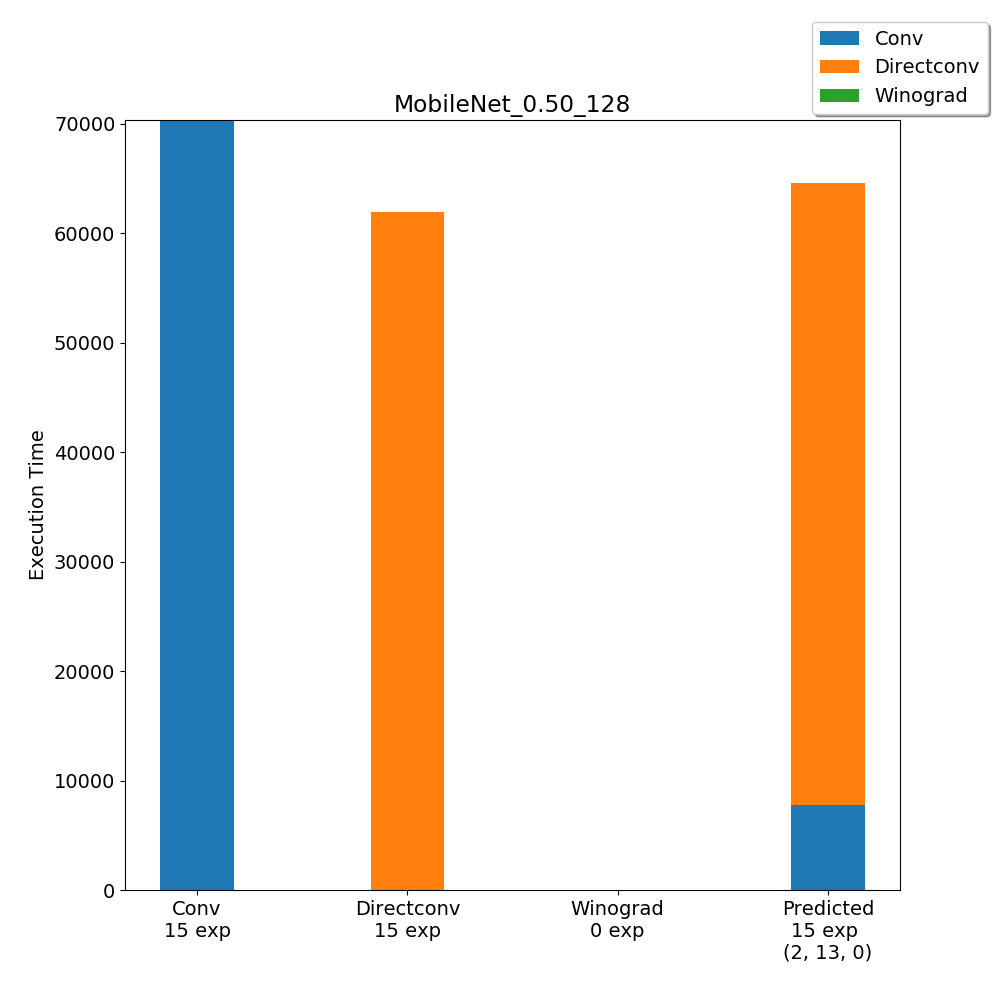 Conv
Directconv
Winograd
MobileNet_0.50_128
Execution Time
70000
60000
50000
40000
30000
20000
10000
0
Conv
15 exp
Directconv
15 exp
Winograd
0 exp
Predicted
15 exp
(2, 13, 0)